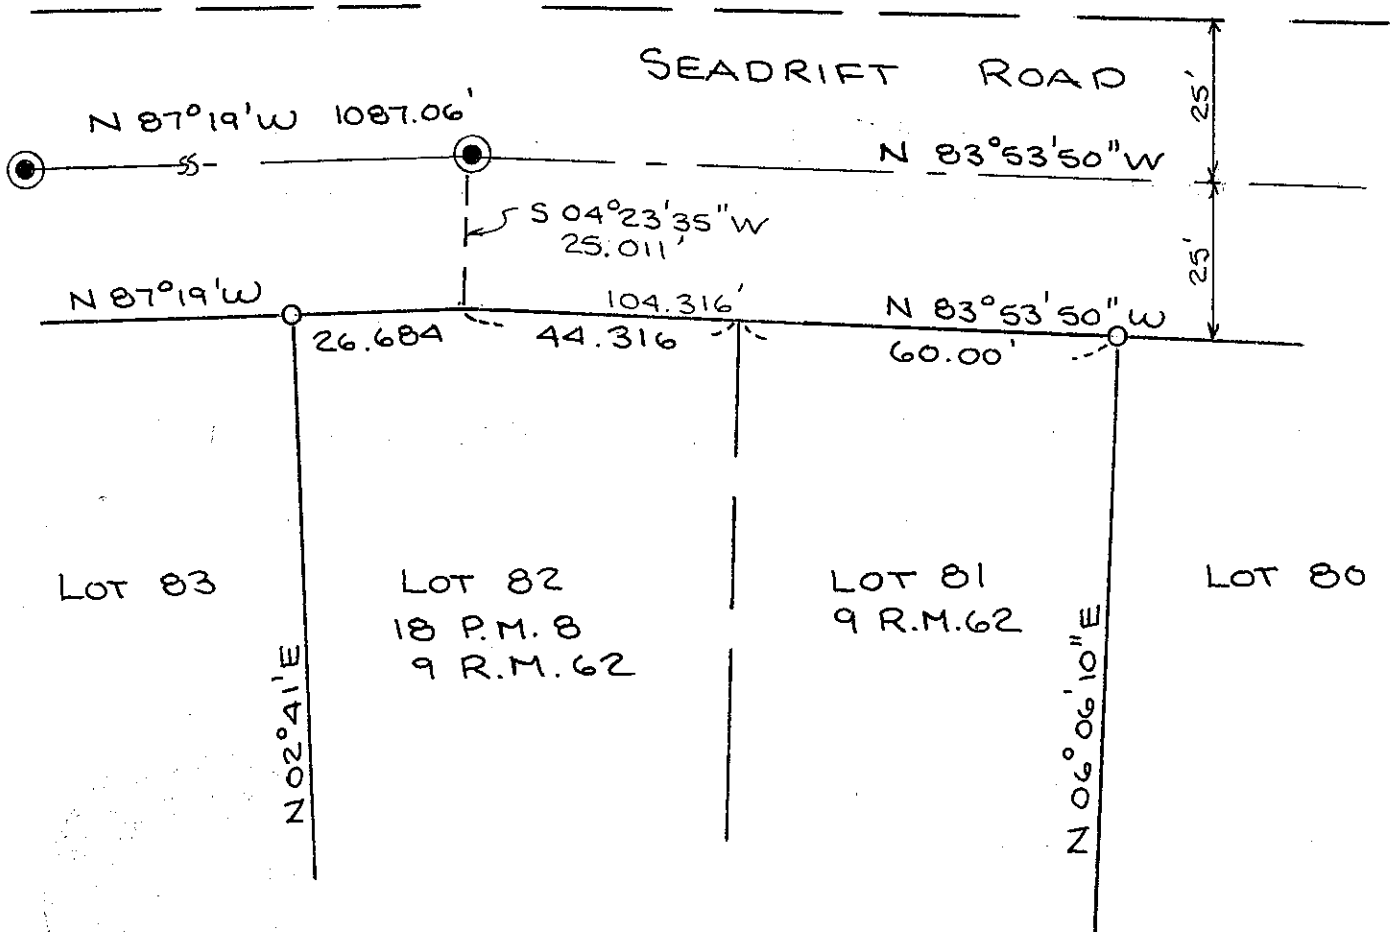 SEADRIFT ROAD
25'
N 87°19'W 1087.06'
N 83°53'50"W
S 04°23'35"W
25.011'
25'
N 87°19'W
104.316'
N 83°53'50"W
26.684
44.316
60.00'
LOT 83
LOT 82
18 P.M. 8
9 R.M. 62
LOT 81
9 R.M.62
LOT 80
N 02°41'E
N 06°06'10"E